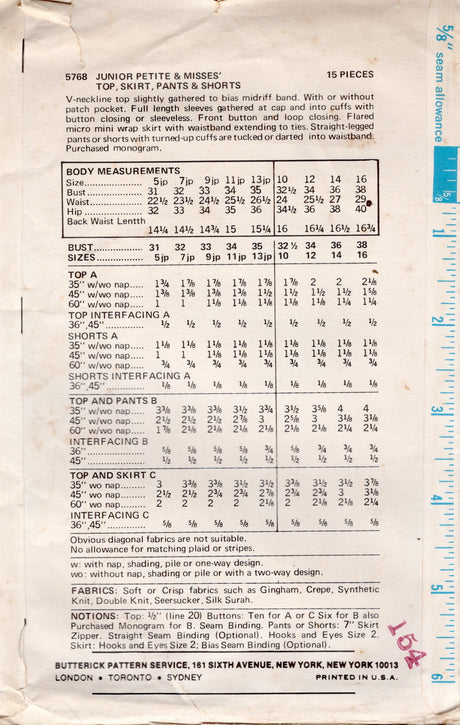 5768 JUNIOR PETITE & MISSES' 15 PIECES
TOP, SKIRT, PANTS & SHORTS
V-neckline top slightly gathered to bias midriff band. With or without
patch pocket. Full length sleeves gathered at cap and into cuffs with
button closing or sleeveless. Front button and loop closing. Flared
micro mini wrap skirt with waistband extending to ties. Straight-legged
pants or shorts with turned-up cuffs are tucked or darted into waistband.
Purchased monogram.
BODY MEASUREMENTS
Size 5jp 7jp 9jp 11jp 13jp 10 12 14 16
Bust 31 32 33 34 35 32½ 34 36 38
Waist 22½ 23½ 24½ 25½ 26½ 24 25½ 27 29
Hip 32 33 34 35 36 34½ 36 38 40
Back Waist Lentth
14¼ 14½ 14¾ 15 15¼ 16 16¼ 16½ 16¾
BUST 31 32 33 34 35 32½ 34 36 38
SIZES 5jp 7jp 9jp 11jp 13jp 10 12 14 16
TOP A
35" w/wo nap 1¾ 1⅞ 1⅞ 1⅞ 1⅞ 1⅞ 2 2 2⅛
45" w/wo nap 1⅜ 1⅜ 1⅜ 1⅜ 1½ 1½ 1½ 1½ 1⅝
60" w/wo nap 1 1 1⅛ 1⅛ 1⅛ 1⅛ 1⅛ 1¼ 1¼
TOP INTERFACING A
36",45" ½ ½ ½ ½ ½ ½ ½ ½ ½
SHORTS A
35" w/wo nap 1⅛ 1⅛ 1⅛ 1⅛ 1⅛ 1⅛ 1⅛ 1⅛ 1⅛
45" w/wo nap 1 1 1⅛ 1⅛ 1⅛ 1⅛ 1⅛ 1⅛ 1⅛
60" w/wo nap ¾ ¾ ¾ ¾ ¾ ¾ ¾ ¾ ¾
SHORTS INTERFACING A
36",45" ⅛ ⅛ ⅛ ⅛ ⅛ ⅛ ⅛ ⅛ ⅛
TOP AND PANTS B
35" w/wo nap 3⅜ 3⅜ 3⅜ 3½ 3¾ 3½ 3⅝ 4 4
45" w/wo nap 2½ 2½ 2½ 2⅞ 3 2⅝ 3 3⅛ 3⅛
60" w/wo nap 1⅞ 2⅛ 2⅛ 2⅛ 2⅛ 2⅛ 2⅛ 2¼ 2¼
INTERFACING B
36" ⅝ ⅝ ⅝ ⅝ ¾ ⅝ ¾ ¾ ¾
45" ½ ½ ½ ½ ½ ½ ½ ½ ½
TOP AND SKIRT C
35" wo nap 3 3⅜ 3⅜ 3½ 3½ 3⅜ 3½ 3½ 3⅞
45" wo nap 2½ 2½ 2¾ 2¾ 2⅞ 2¾ 2¾ 3 3⅛
60" wo nap 2 2 2 2 2⅛ 2 2⅛ 2⅛ 2¼
INTERFACING C
36",45" ⅝ ⅝ ⅝ ⅝ ⅝ ⅝ ⅝ ⅝ ⅝
Obvious diagonal fabrics are not suitable.
No allowance for matching plaid or stripes.
w: with nap, shading, pile or one-way design.
wo: without nap, shading or pile or with a two-way design.
FABRICS: Soft or Crisp fabrics such as Gingham, Crepe, Synthetic
Knit, Double Knit, Seersucker, Silk Surah.
NOTIONS: Top: ½" (line 20) Buttons: Ten for A or C Six for B also
Purchased Monogram for B. Seam Binding. Pants or Shorts: 7" Skirt
Zipper. Straight Seam Binding (Optional). Hooks and Eyes Size 2.
Skirt: Hooks and Eyes Size 2; Bias Seam Binding (Optional).
BUTTERICK PATTERN SERVICE, 161 SIXTH AVENUE, NEW YORK, NEW YORK 10013
LONDON • TORONTO • SYDNEY PRINTED IN U.S.A.
154
⅝" seam allowance
⅝
1
2
3
4
5
6